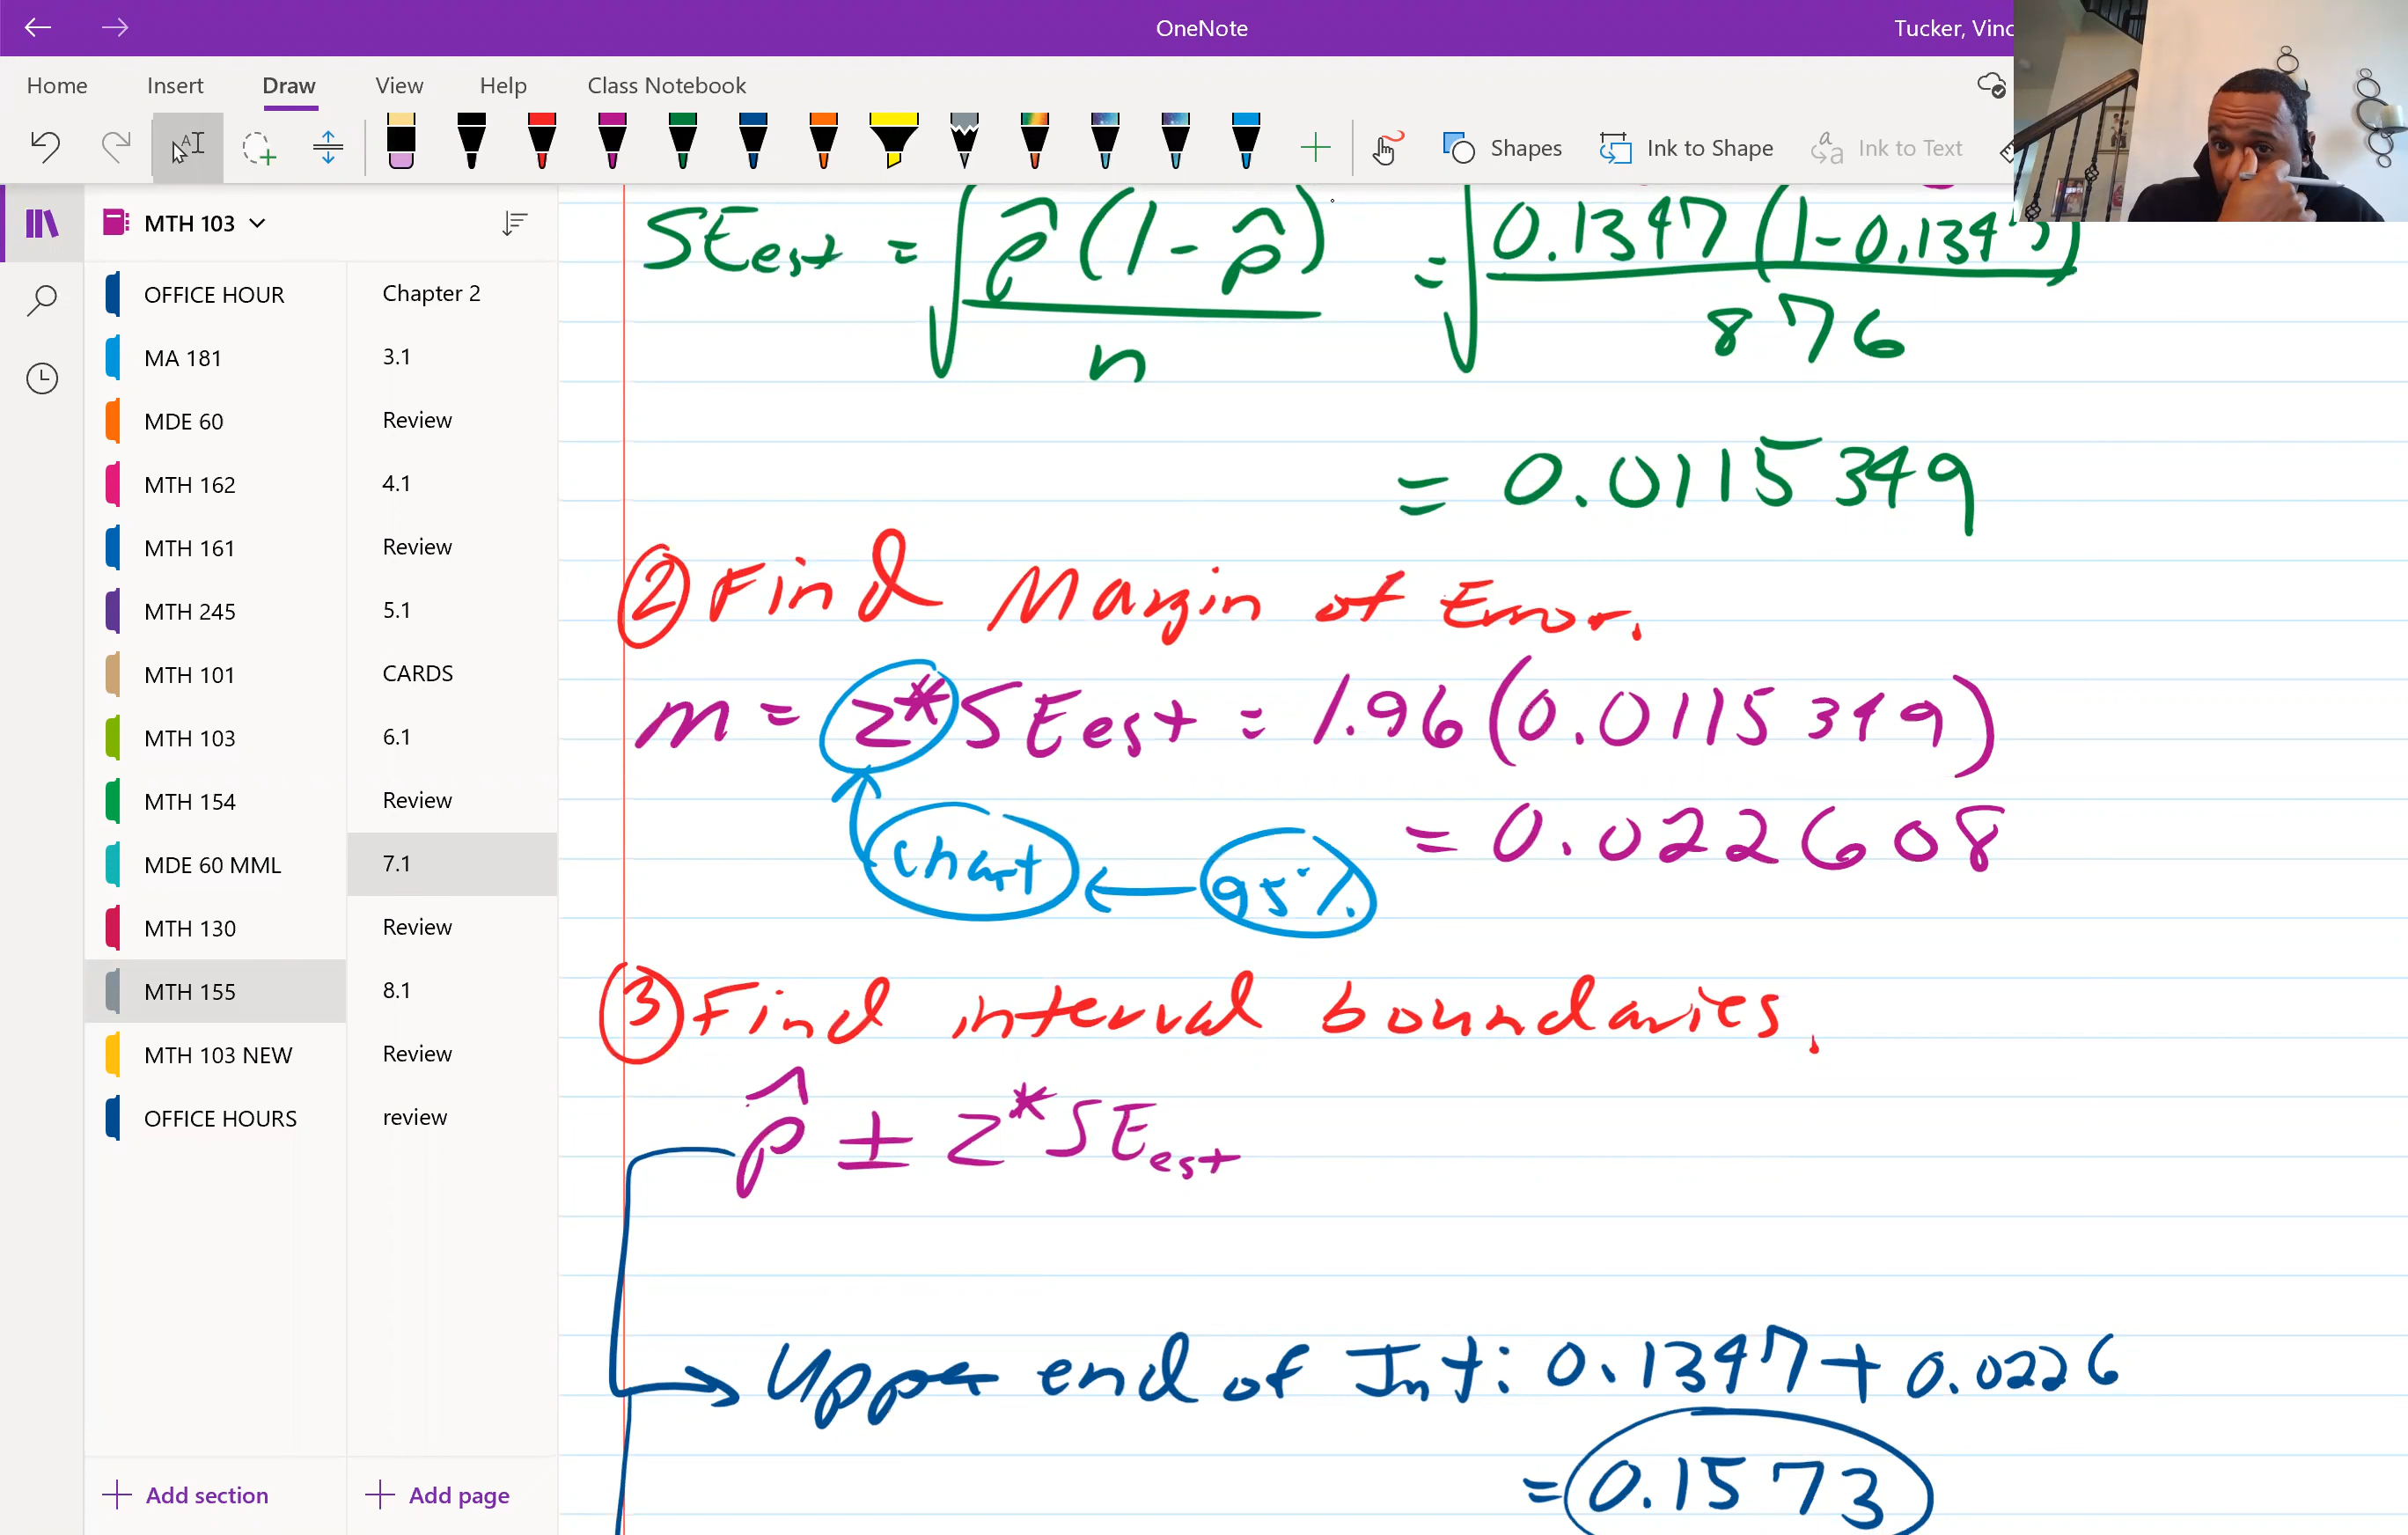 OneNote
Tucker, Vinc
Home Insert Draw View Help Class Notebook
Shapes Ink to Shape Ink to Text
MTH 103
OFFICE HOUR
MA 181
MDE 60
MTH 162
MTH 161
MTH 245
MTH 101
MTH 103
MTH 154
MDE 60 MML
MTH 130
MTH 155
MTH 103 NEW
OFFICE HOURS
Add section
Chapter 2
3.1
Review
4.1
Review
5.1
CARDS
6.1
Review
7.1
Review
8.1
Review
review
Add page
SEest = √(p̂(1-p̂)/n) = √(0.1347(1-0.1347)/876)
= 0.0115349
② Find Margin of Error.
m = z* SEest = 1.96(0.0115349)
= 0.022608
chart ← 95%
③ Find interval boundaries.
p̂ ± z* SEest
→ Upper end of Int: 0.1347 + 0.0226
= 0.1573